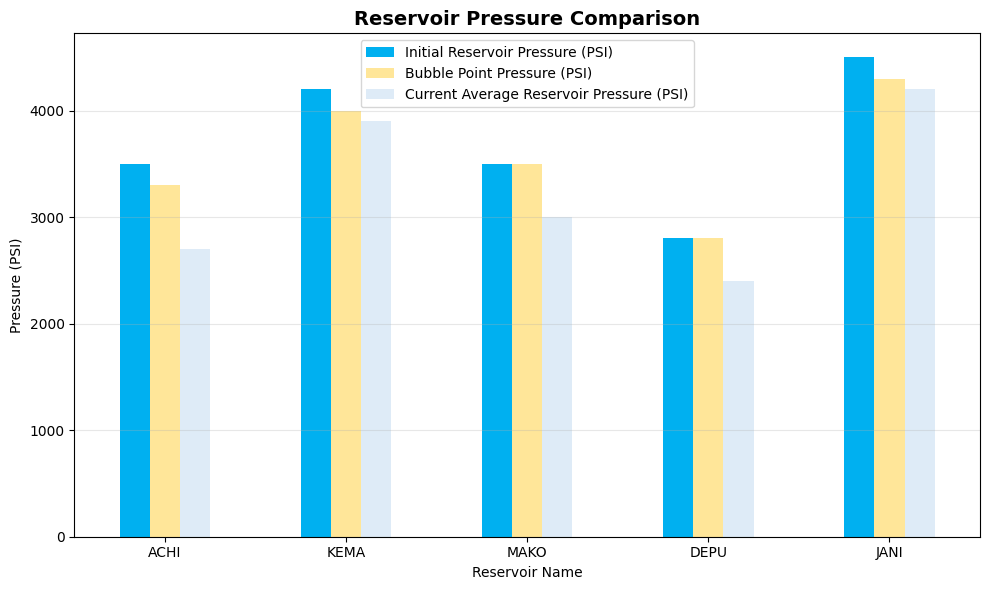 Reservoir Pressure Comparison
Initial Reservoir Pressure (PSI)
Bubble Point Pressure (PSI)
Current Average Reservoir Pressure (PSI)
Pressure (PSI)
4000
3000
2000
1000
0
ACHI KEMA MAKO DEPU JANI
Reservoir Name